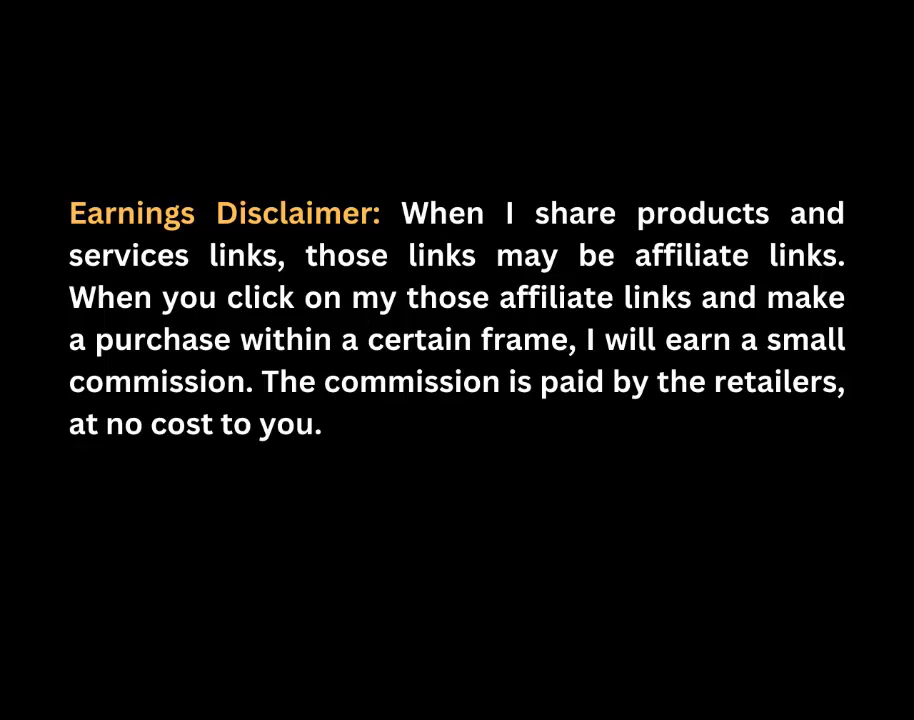 Earnings Disclaimer: When I share products and
services links, those links may be affiliate links.
When you click on my those affiliate links and make
a purchase within a certain frame, I will earn a small
commission. The commission is paid by the retailers,
at no cost to you.